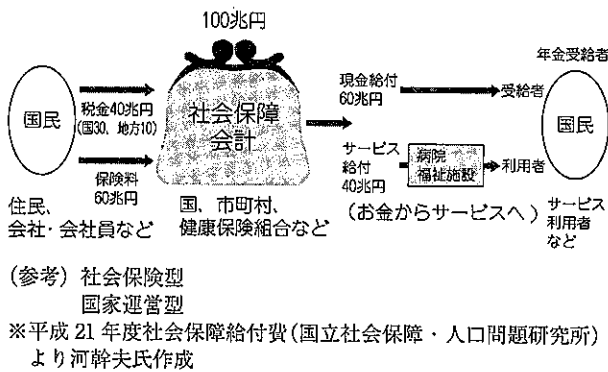 100兆円
年金受給者
国民
税金40兆円
(国30、地方10)
保険料
60兆円
住民、
会社・会社員など
社会保障
会計
国、市町村、
健康保険組合など
現金給付
60兆円
受給者
サービス
給付
40兆円
病院
福祉施設
利用者
(お金からサービスへ)
国民
サービス
利用者
など
(参考) 社会保険型
国家運営型
※平成 21 年度社会保障給付費(国立社会保障・人口問題研究所)
より河幹夫氏作成